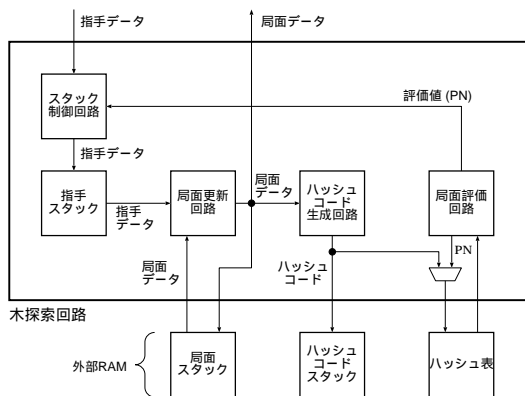 指手データ
局面データ
スタック
制御回路
評価値 (PN)
指手データ
指手
スタック
指手
データ
局面更新
回路
局面
データ
ハッシュ
コード
生成回路
局面評価
回路
局面
データ
ハッシュ
コード
PN
木探索回路
外部RAM
局面
スタック
ハッシュ
コード
スタック
ハッシュ表